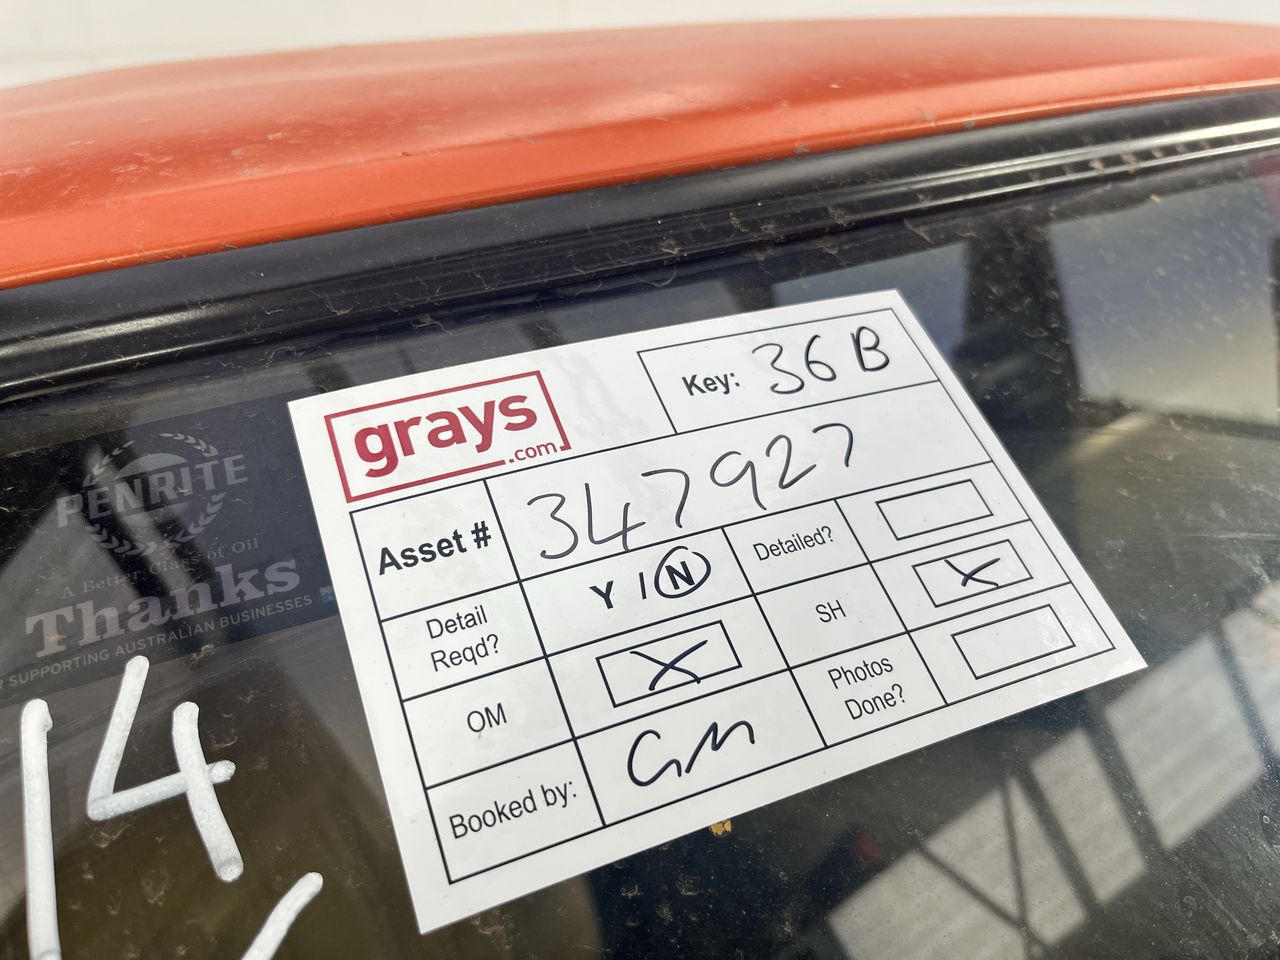 grays
.com
Key: 36B
Asset # 347927
Detail Reqd? Y / N
Detailed?
OM X
SH X
Booked by: GM
Photos Done?
PENRITE
A Better Class of Oil
Thanks
SUPPORTING AUSTRALIAN BUSINESSES
14